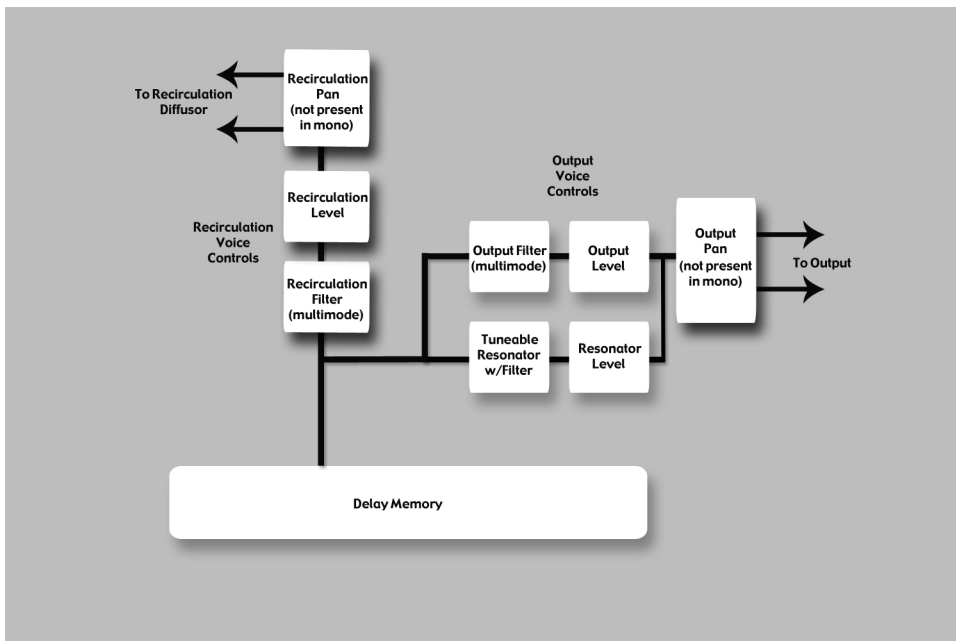 Recirculation
Pan
(not present
in mono)
To Recirculation
Diffusor
Recirculation
Level
Recirculation
Voice
Controls
Recirculation
Filter
(multimode)
Output
Voice
Controls
Output Filter
(multimode)
Output
Level
Output
Pan
(not present
in mono)
To Output
Tuneable
Resonator
w/Filter
Resonator
Level
Delay Memory